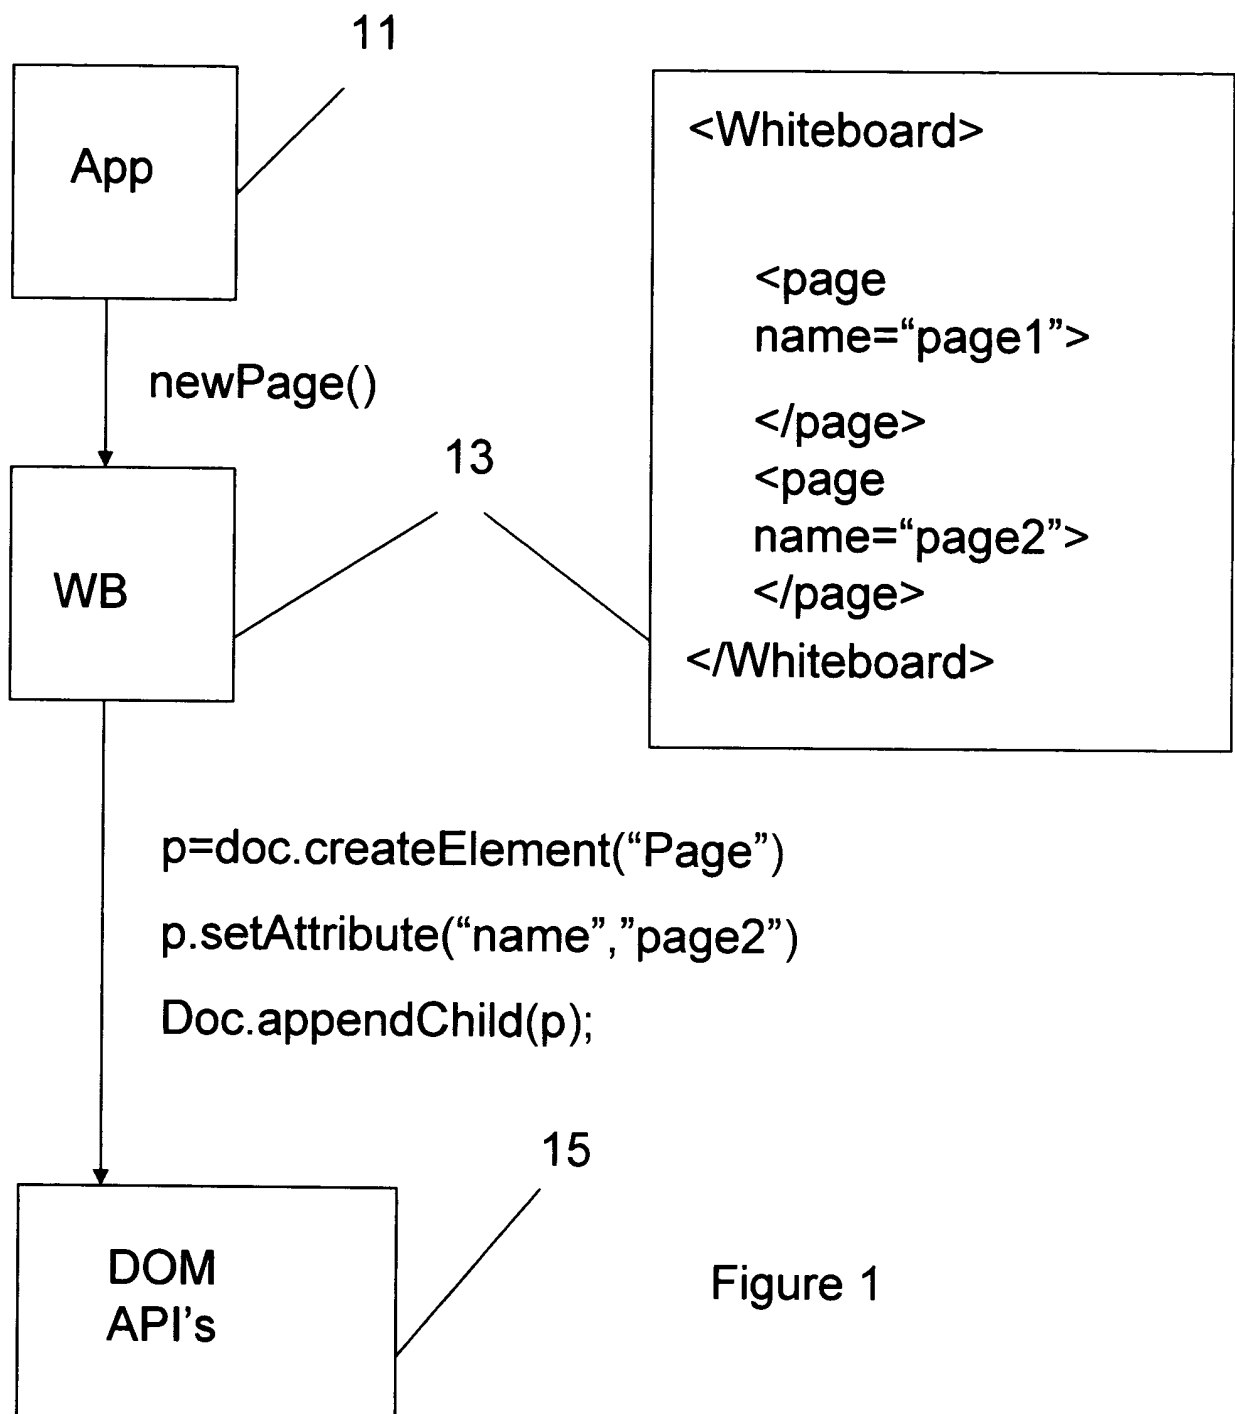 11
App
newPage()
13
WB
<Whiteboard>
<page
name=“page1”>
</page>
<page
name=“page2”>
</page>
</Whiteboard>
p=doc.createElement(“Page”)
p.setAttribute(“name”,”page2”)
Doc.appendChild(p);
15
DOM
API's
Figure 1